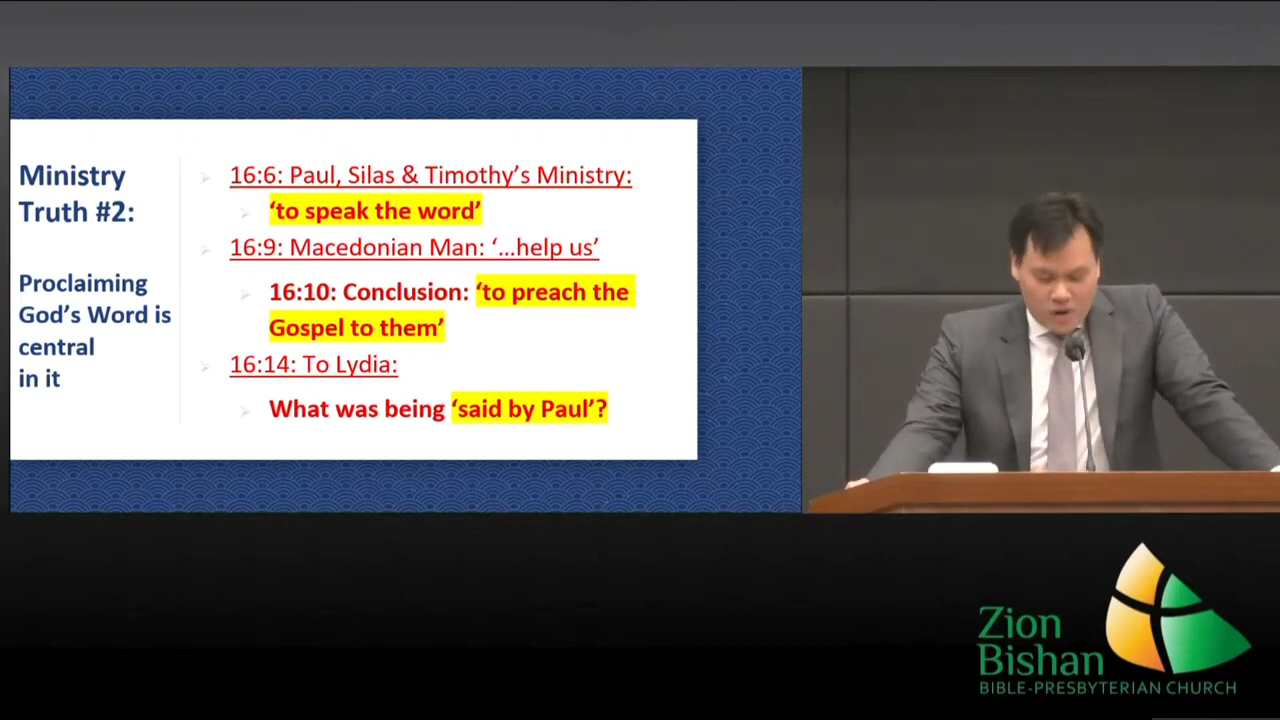 Ministry
Truth #2:
Proclaiming
God’s Word is
central
in it
16:6: Paul, Silas & Timothy’s Ministry:
‘to speak the word’
16:9: Macedonian Man: ‘…help us’
16:10: Conclusion: ‘to preach the
Gospel to them’
16:14: To Lydia:
What was being ‘said by Paul’?
Zion
Bishan
BIBLE-PRESBYTERIAN CHURCH